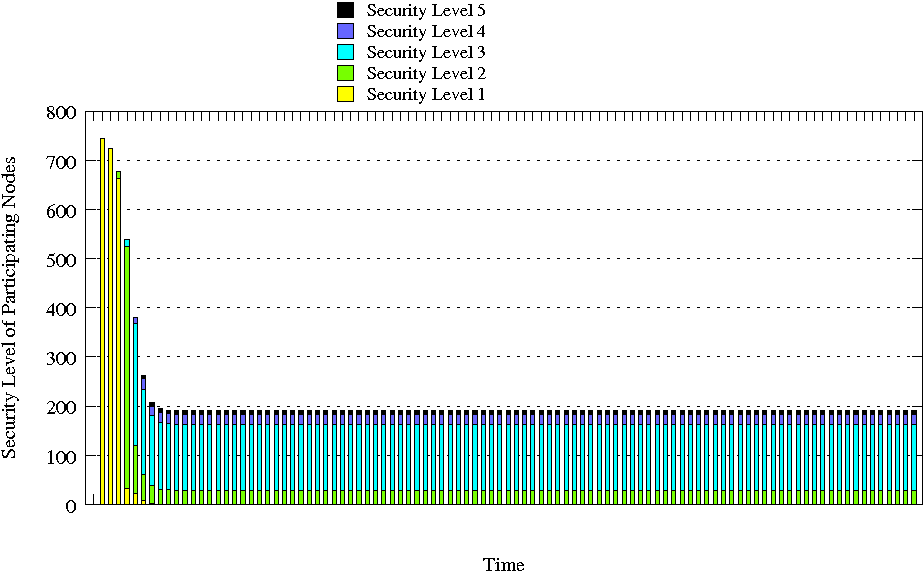 Security Level 5
Security Level 4
Security Level 3
Security Level 2
Security Level 1
800
700
600
500
400
300
200
100
0
Security Level of Participating Nodes
Time